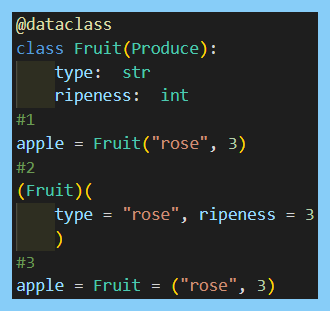 @dataclass
class Fruit(Produce):
    type:  str
    ripeness:  int
#1
apple = Fruit("rose", 3)
#2
(Fruit)(
    type = "rose", ripeness = 3
    )
#3
apple = Fruit = ("rose", 3)